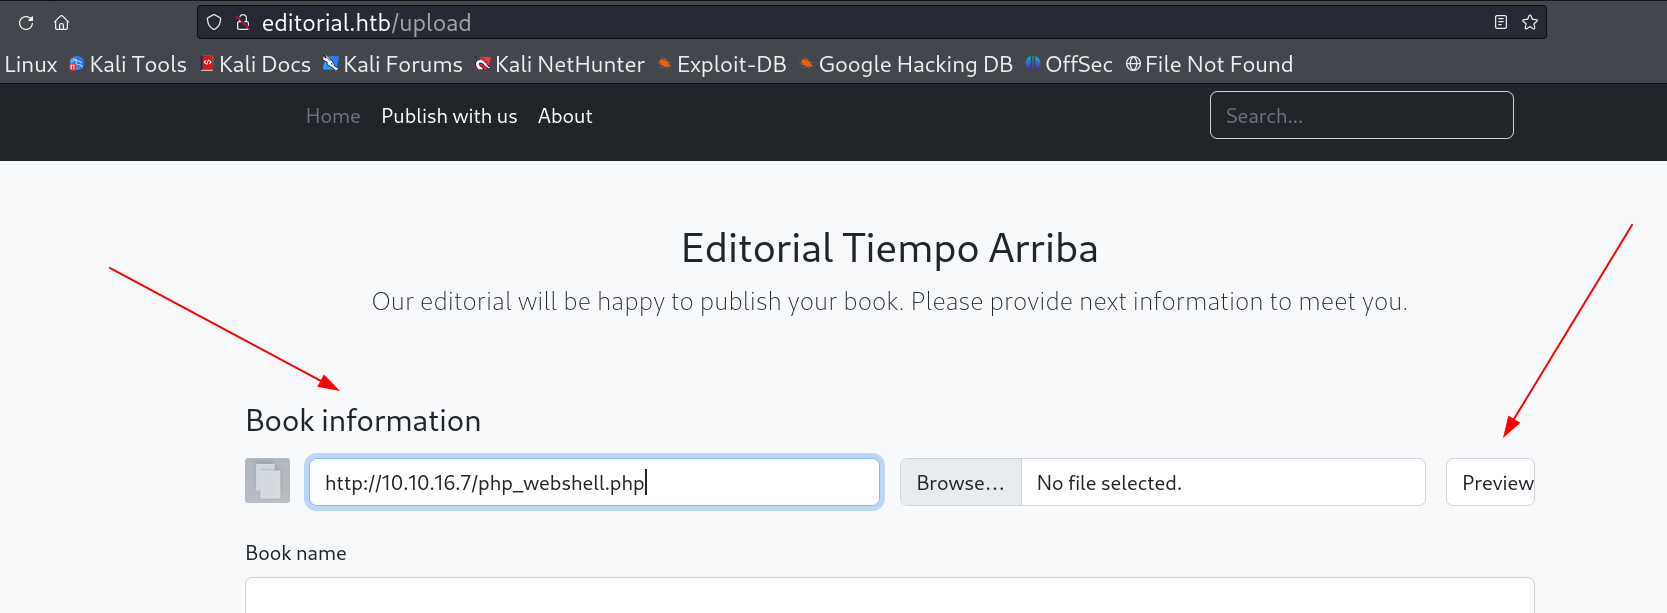 editorial.htb/upload
Linux Kali Tools Kali Docs Kali Forums Kali NetHunter Exploit-DB Google Hacking DB OffSec File Not Found
Home Publish with us About Search...
Editorial Tiempo Arriba
Our editorial will be happy to publish your book. Please provide next information to meet you.
Book information
http://10.10.16.7/php_webshell.php Browse... No file selected. Preview
Book name